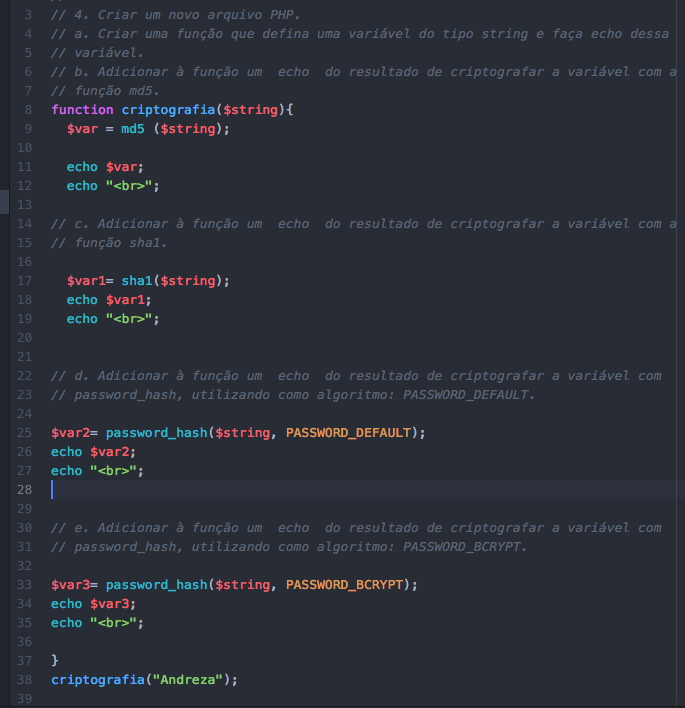 3 // 4. Criar um novo arquivo PHP.
4 // a. Criar uma função que defina uma variável do tipo string e faça echo dessa
5 // variável.
6 // b. Adicionar à função um  echo  do resultado de criptografar a variável com a
7 // função md5.
8 function criptografia($string){
9   $var = md5 ($string);
10
11   echo $var;
12   echo "<br>";
13
14 // c. Adicionar à função um  echo  do resultado de criptografar a variável com a
15 // função sha1.
16
17   $var1= sha1($string);
18   echo $var1;
19   echo "<br>";
20
21
22 // d. Adicionar à função um  echo  do resultado de criptografar a variável com
23 // password_hash, utilizando como algoritmo: PASSWORD_DEFAULT.
24
25 $var2= password_hash($string, PASSWORD_DEFAULT);
26 echo $var2;
27 echo "<br>";
28
29
30 // e. Adicionar à função um  echo  do resultado de criptografar a variável com
31 // password_hash, utilizando como algoritmo: PASSWORD_BCRYPT.
32
33 $var3= password_hash($string, PASSWORD_BCRYPT);
34 echo $var3;
35 echo "<br>";
36
37 }
38 criptografia("Andreza");
39